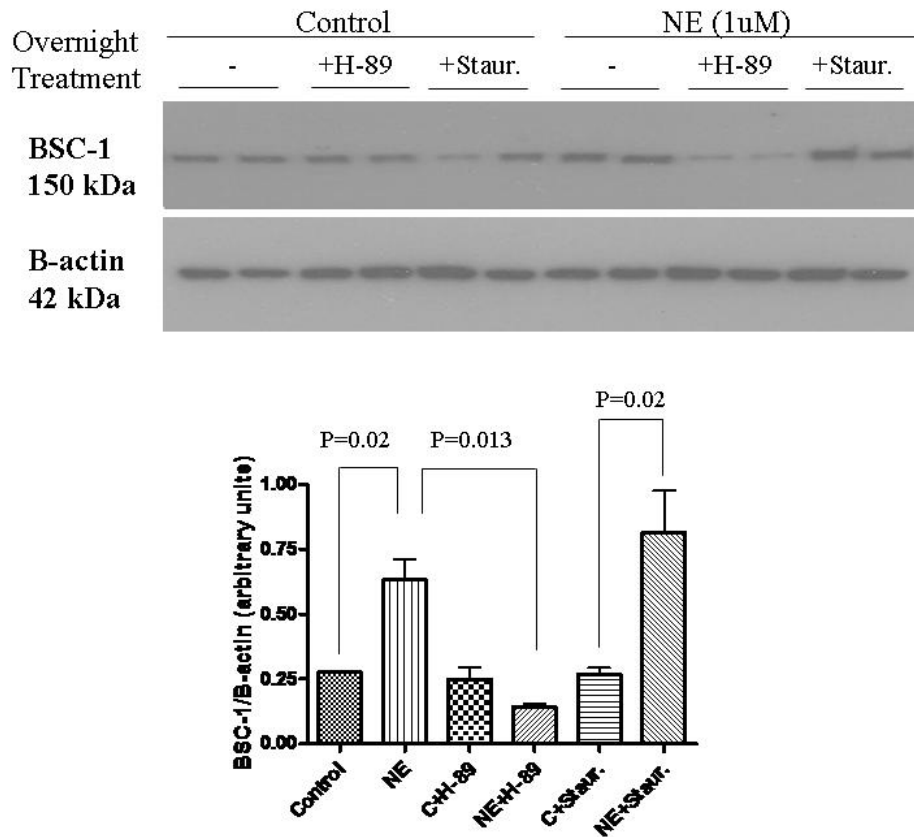 Control NE (1uM)
Overnight
Treatment
- +H-89 +Staur. - +H-89 +Staur.
BSC-1
150 kDa
B-actin
42 kDa
P=0.02
P=0.02 P=0.013
BSC-1/B-actin (arbitrary units)
1.00
0.75
0.50
0.25
0.00
Control NE C+H-89 NE+H-89 C+Staur. NE+Staur.